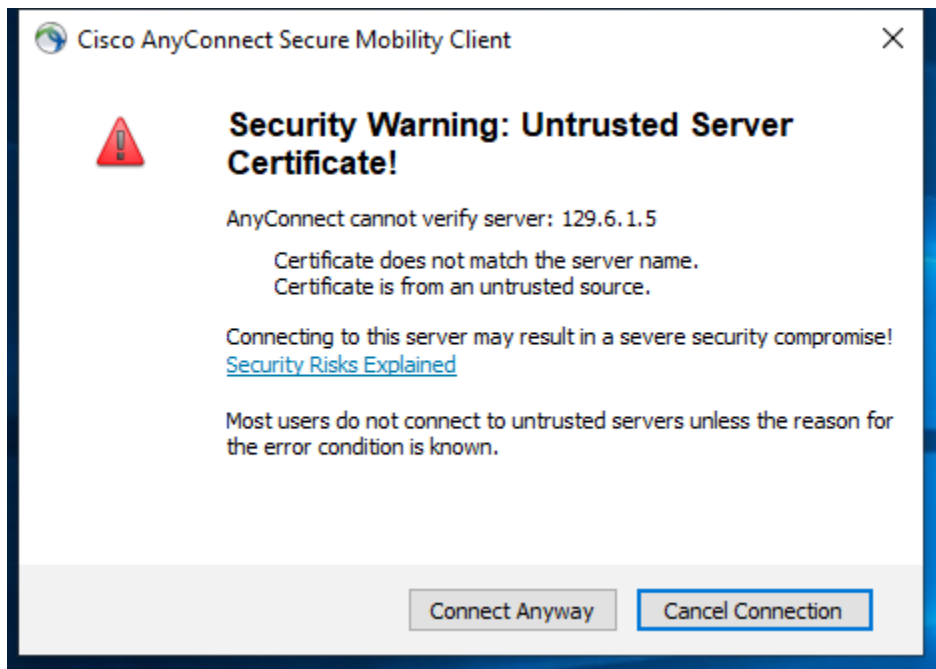 Cisco AnyConnect Secure Mobility Client
Security Warning: Untrusted Server
Certificate!
AnyConnect cannot verify server: 129.6.1.5
Certificate does not match the server name.
Certificate is from an untrusted source.
Connecting to this server may result in a severe security compromise!
Security Risks Explained
Most users do not connect to untrusted servers unless the reason for
the error condition is known.
Connect Anyway
Cancel Connection